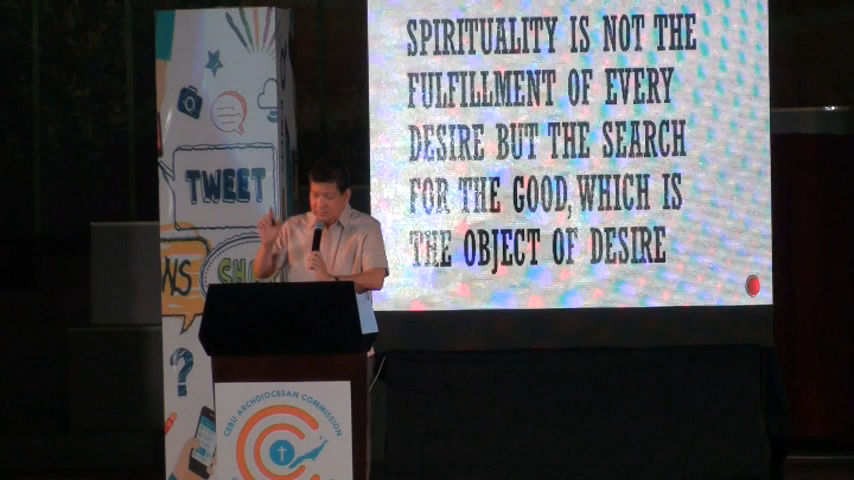 SPIRITUALITY IS NOT THE
FULFILLMENT OF EVERY
DESIRE BUT THE SEARCH
FOR THE GOOD, WHICH IS
THE OBJECT OF DESIRE
TWEET
CEBU ARCHDIOCESAN COMMISSION